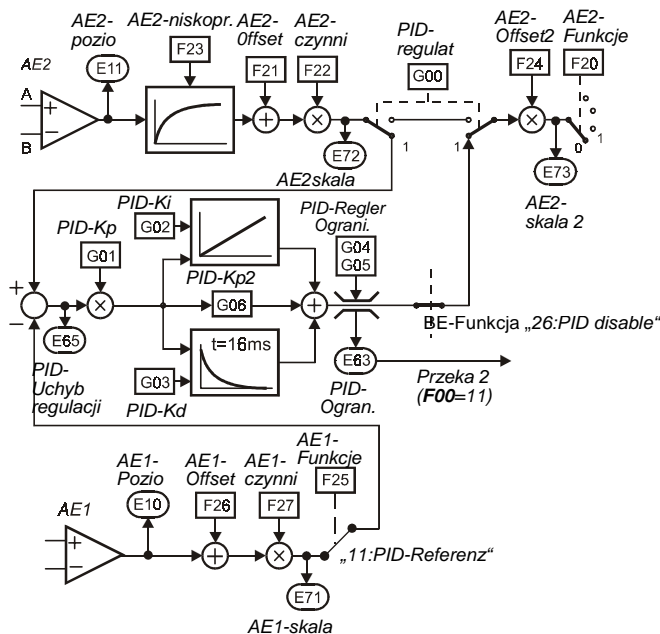 AE2-
pozio
AE2-niskopr.
AE2-
0ffset
AE2-
czynni
PID-
regulat
AE2-
Offset2
AE2-
Funkcje
AE2
E11
F23
F21
F22
G00
F24
F20
A
+
B
−
+
×
1
1
×
0
1
E72
E73
AE2skala
AE2-
skala 2
PID-Ki
G02
PID-Kp
G01
PID-Regler
Ograni.
G04
G05
PID-Kp2
+
−
×
G06
+
BE-Funkcja „26:PID disable“
E65
t=16ms
E63
PID-
Uchyb
regulacji
G03
PID-Kd
PID-
Ogran.
Przeka 2
(F00=11)
AE1-
Pozio
AE1-
Offset
AE1-
czynni
AE1-
Funkcje
AE1
E10
F26
F27
F25
+
−
+
×
„11:PID-Referenz“
E71
AE1-skala